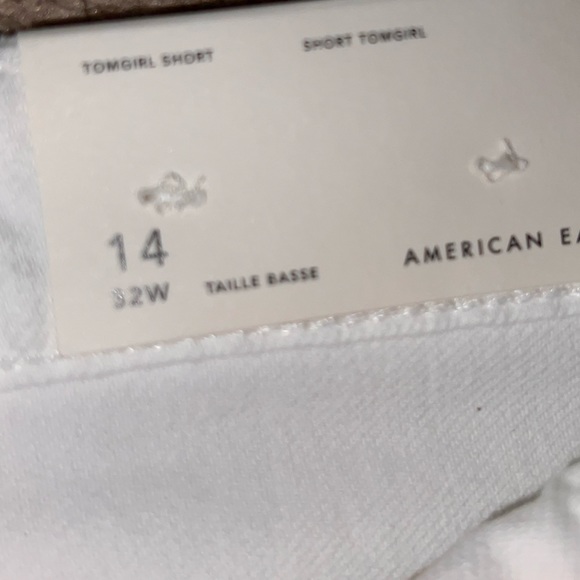 TOMGIRL SHORT
SHORT TOMGIRL
14
32W
TAILLE BASSE
AMERICAN EA